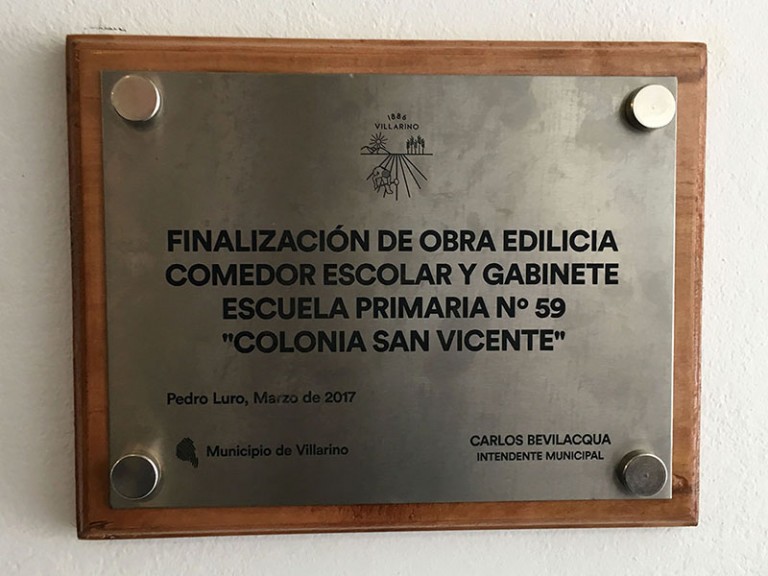 1886
VILLARINO
FINALIZACIÓN DE OBRA EDILICIA
COMEDOR ESCOLAR Y GABINETE
ESCUELA PRIMARIA Nº 59
"COLONIA SAN VICENTE"
Pedro Luro, Marzo de 2017
Municipio de Villarino
CARLOS BEVILACQUA
INTENDENTE MUNICIPAL